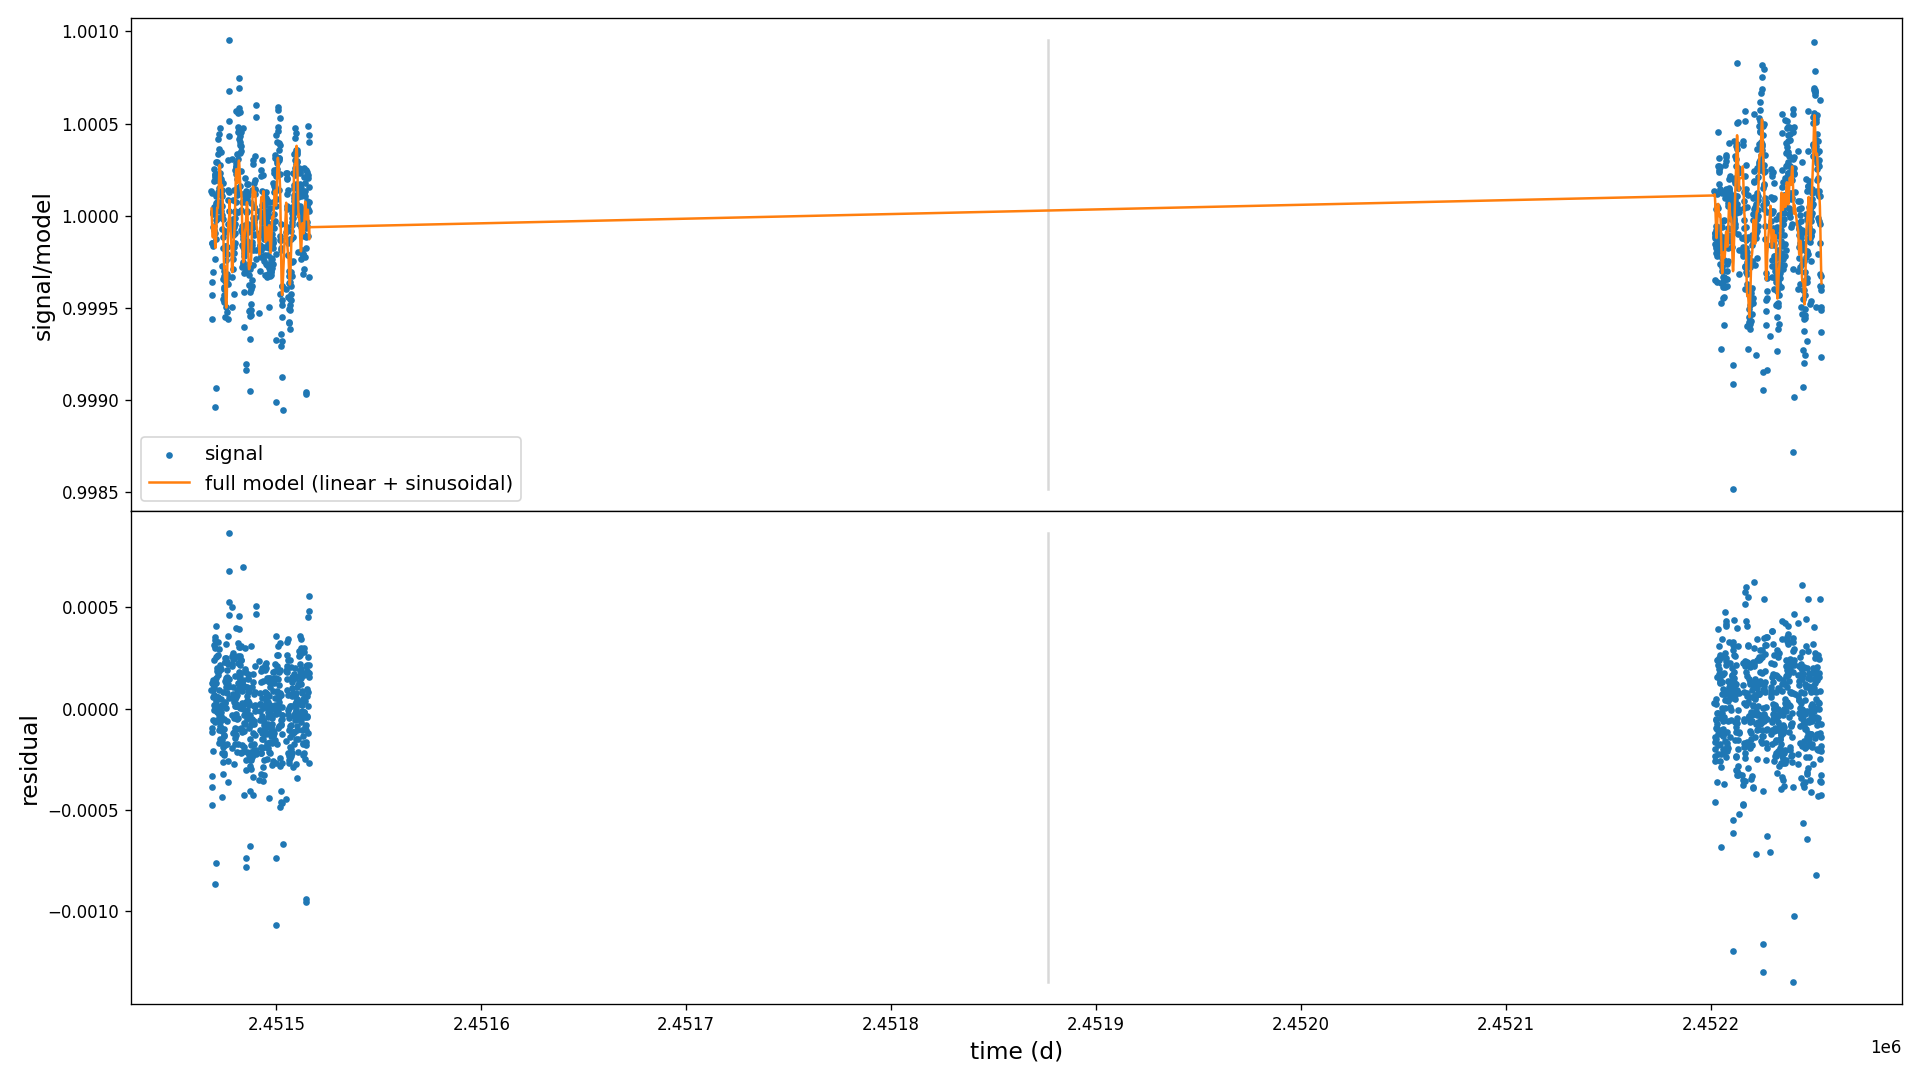 1.0010
1.0005
1.0000
0.9995
0.9990
0.9985
signal/model
signal
full model (linear + sinusoidal)
0.0005
0.0000
−0.0005
−0.0010
residual
2.4515 2.4516 2.4517 2.4518 2.4519 2.4520 2.4521 2.4522
time (d)
1e6